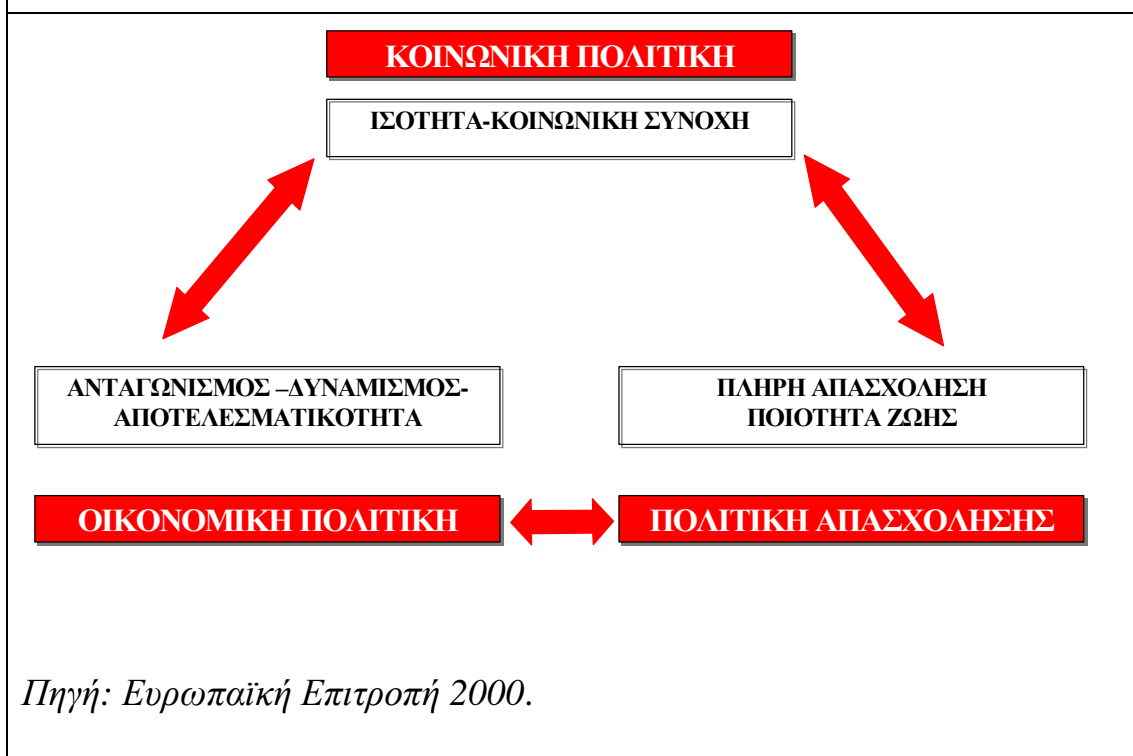 ΚΟΙΝΩΝΙΚΗ ΠΟΛΙΤΙΚΗ
ΙΣΟΤΗΤΑ-ΚΟΙΝΩΝΙΚΗ ΣΥΝΟΧΗ
ΑΝΤΑΓΩΝΙΣΜΟΣ –ΔΥΝΑΜΙΣΜΟΣ-
ΑΠΟΤΕΛΕΣΜΑΤΙΚΟΤΗΤΑ
ΠΛΗΡΗ ΑΠΑΣΧΟΛΗΣΗ
ΠΟΙΟΤΗΤΑ ΖΩΗΣ
ΟΙΚΟΝΟΜΙΚΗ ΠΟΛΙΤΙΚΗ
ΠΟΛΙΤΙΚΗ ΑΠΑΣΧΟΛΗΣΗΣ
Πηγή: Ευρωπαϊκή Επιτροπή 2000.